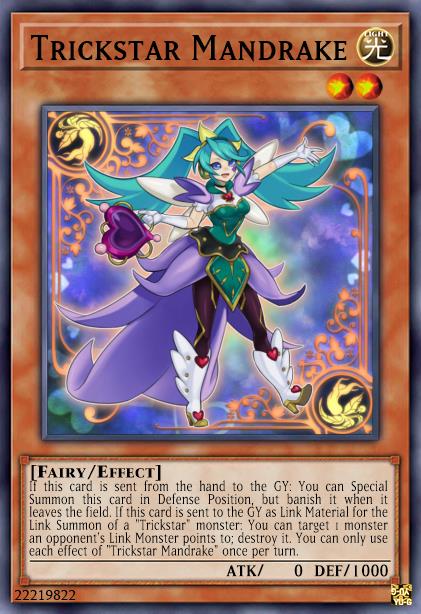 Trickstar Mandrake
LIGHT
光
[Fairy/Effect]
If this card is sent from the hand to the GY: You can Special
Summon this card in Defense Position, but banish it when it
leaves the field. If this card is sent to the GY as Link Material for the
Link Summon of a "Trickstar" monster: You can target 1 monster
an opponent's Link Monster points to; destroy it. You can only use
each effect of "Trickstar Mandrake" once per turn.
ATK/ 0 DEF/1000
22219822